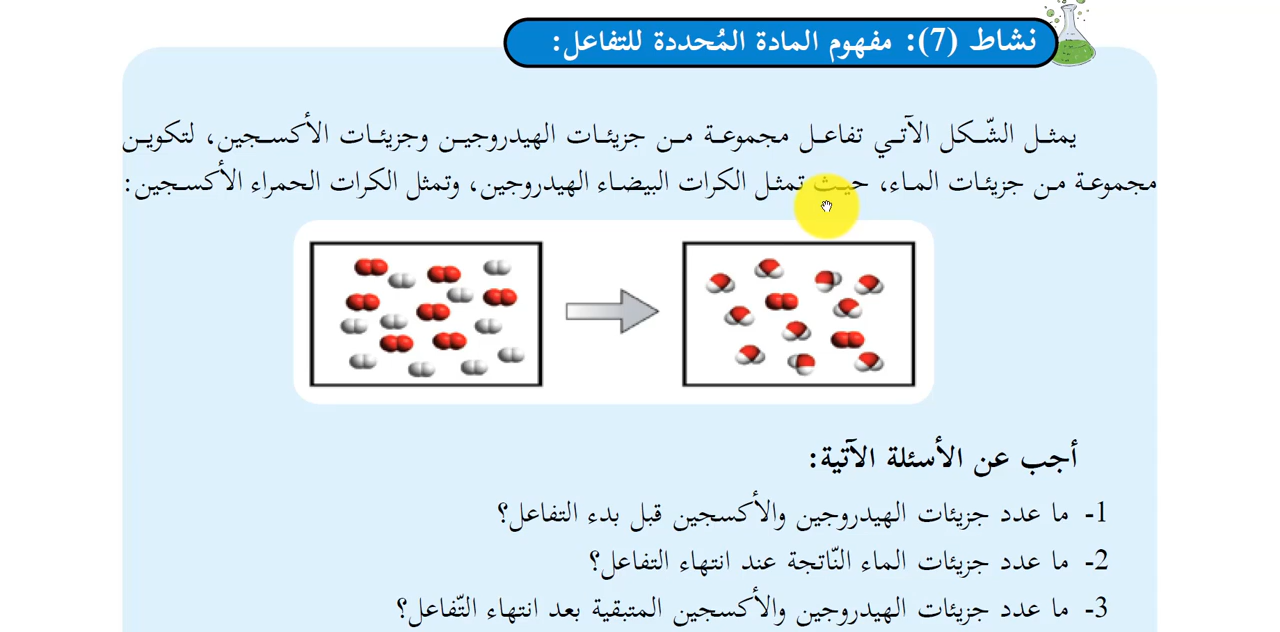 نشاط (7): مفهوم المادة المُحددة للتفاعل:
يمثل الشّكل الآتي تفاعل مجموعة من جزيئات الهيدروجين وجزيئات الأكسجين، لتكوين
مجموعة من جزيئات الماء، حيث تمثل الكرات البيضاء الهيدروجين، وتمثل الكرات الحمراء الأكسجين:
أجب عن الأسئلة الآتية:
1- ما عدد جزيئات الهيدروجين والأكسجين قبل بدء التفاعل؟
2- ما عدد جزيئات الماء النّاتجة عند انتهاء التفاعل؟
3- ما عدد جزيئات الهيدروجين والأكسجين المتبقية بعد انتهاء التّفاعل؟